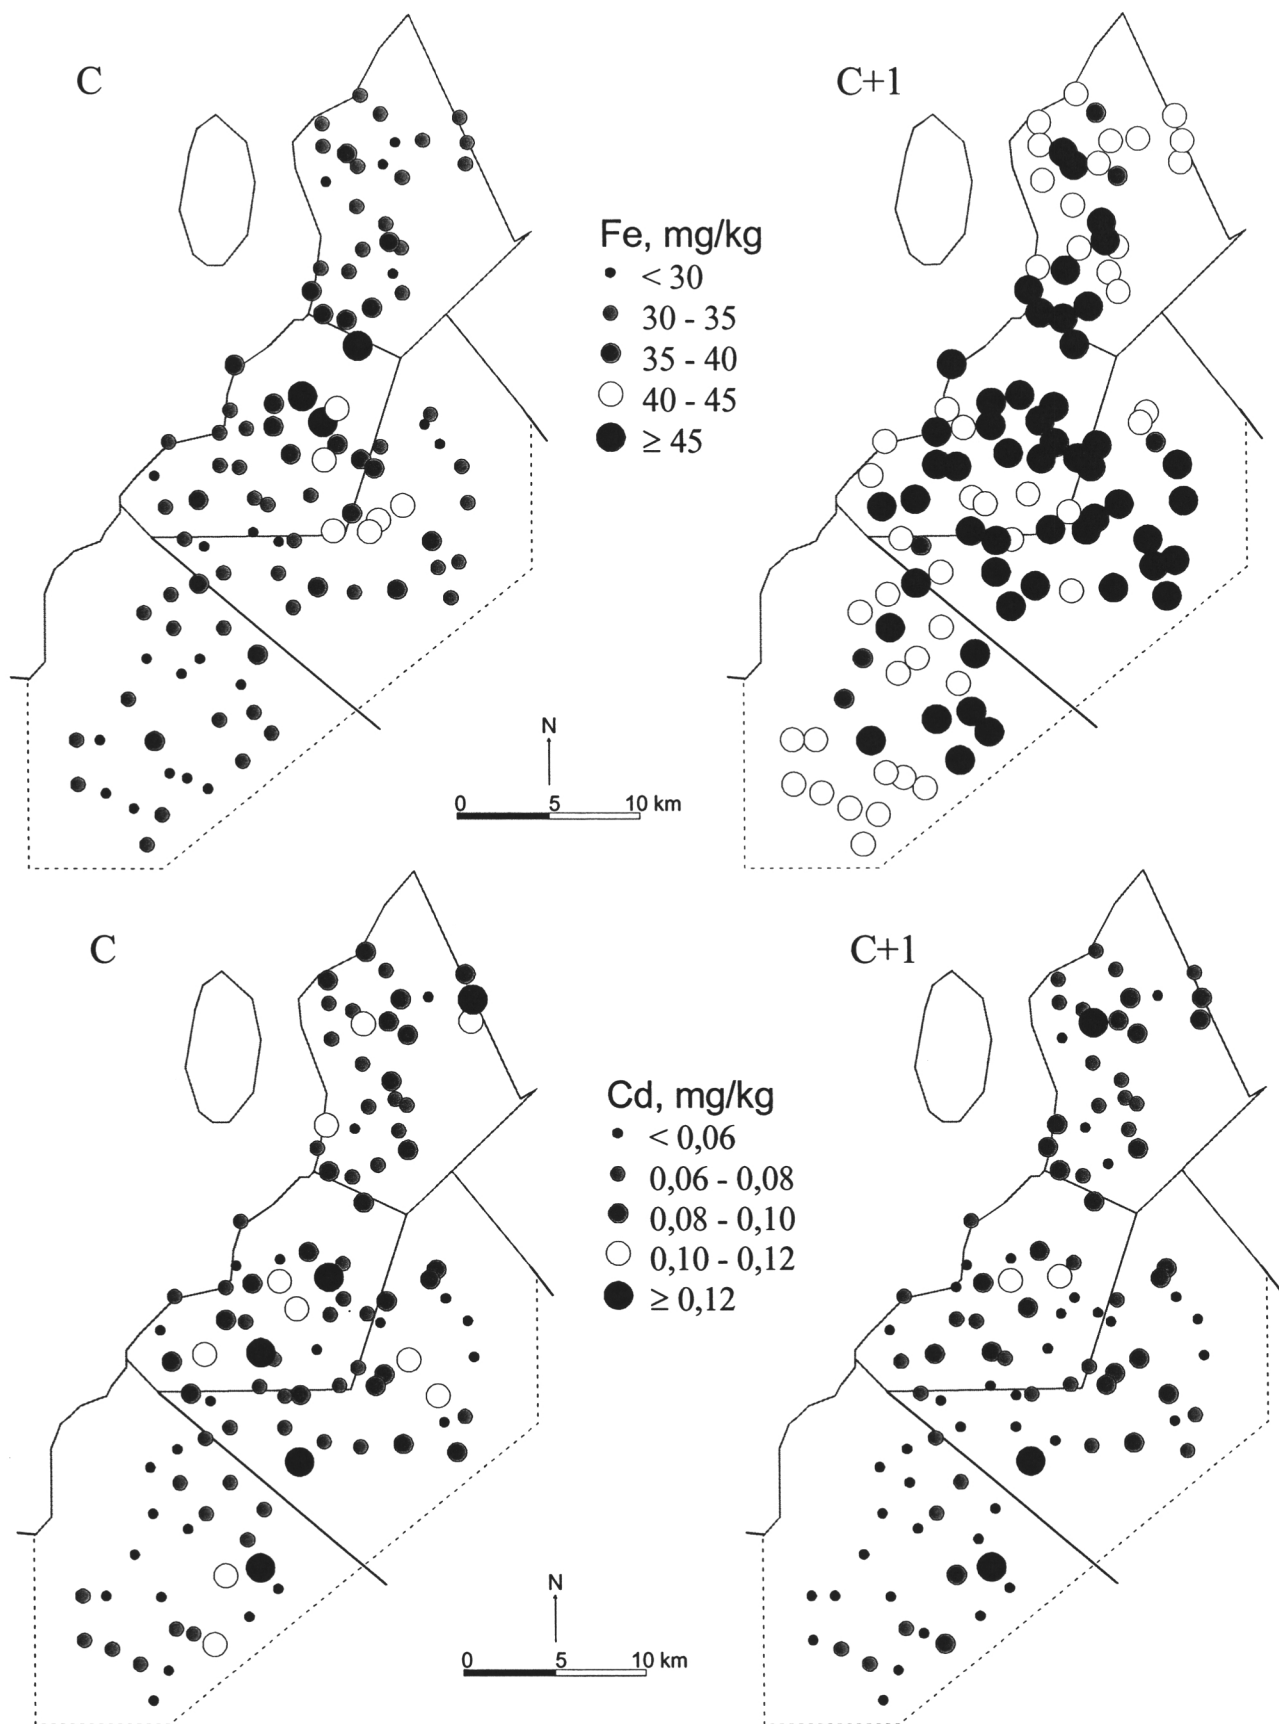 C
C+1
Fe, mg/kg
< 30
30 - 35
35 - 40
40 - 45
≥ 45
N
0 5 10 km
C
C+1
Cd, mg/kg
< 0,06
0,06 - 0,08
0,08 - 0,10
0,10 - 0,12
≥ 0,12
N
0 5 10 km